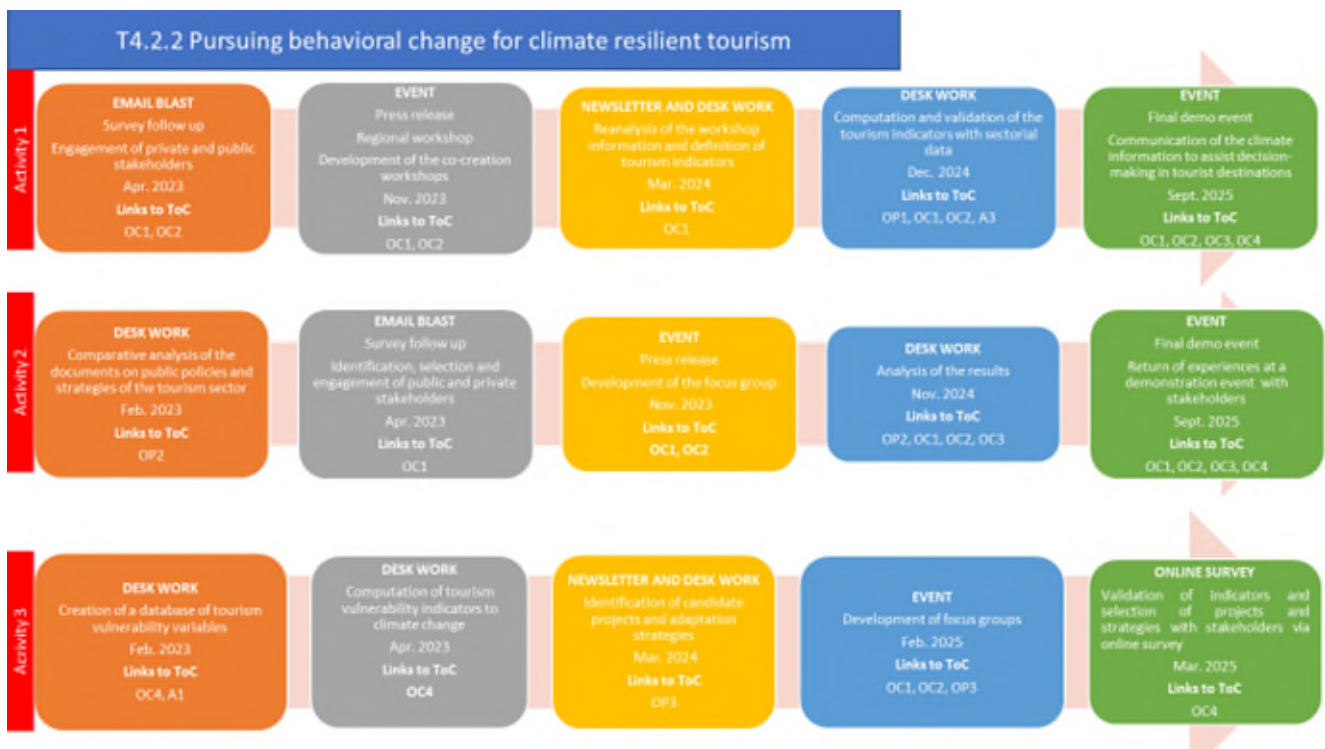 T4.2.2 Pursuing behavioral change for climate resilient tourism
Activity 1
EMAIL BLAST
Survey follow up
Engagement of private and public
stakeholders
Apr. 2023
Links to ToC
OC1, OC2
EVENT
Press release
Regional workshop
Development of the co-creation
workshops
Nov. 2023
Links to ToC
OC1, OC2
NEWSLETTER AND DESK WORK
Reanalysis of the workshop
information and definition of
tourism indicators
Mar. 2024
Links to ToC
OC1
DESK WORK
Computation and validation of the
tourism indicators with sectorial
data
Dec. 2024
Links to ToC
OP1, OC1, OC2, A3
EVENT
Final demo event
Communication of the climate
information to assist decision-
making in tourist destinations
Sept. 2025
Links to ToC
OC1, OC2, OC3, OC4
Activity 2
DESK WORK
Comparative analysis of the
documents on public policies and
strategies of the tourism sector
Feb. 2023
Links to ToC
OP2
EMAIL BLAST
Survey follow up
Identification, selection and
engagement of public and private
stakeholders
Apr. 2023
Links to ToC
OC1
EVENT
Press release
Development of the focus group
Nov. 2023
Links to ToC
OC1, OC2
DESK WORK
Analysis of the results
Nov. 2024
Links to ToC
OP2, OC1, OC2, OC3
EVENT
Final demo event
Return of experiences at a
demonstration event with
stakeholders
Sept. 2025
Links to ToC
OC1, OC2, OC3, OC4
Acrivity 3
DESK WORK
Creation of a database of tourism
vulnerability variables
Feb. 2023
Links to ToC
OC4, A1
DESK WORK
Computation of tourism
vulnerability indicators to
climate change
Apr. 2023
Links to ToC
OC4
NEWSLETTER AND DESK WORK
Identification of candidate
projects and adaptation
strategies
Mar. 2024
Links to ToC
OP3
EVENT
Development of focus groups
Feb. 2025
Links to ToC
OC1, OC2, OP3
ONLINE SURVEY
Validation of indicators and
selection of projects and
strategies with stakeholders via
online survey
Mar. 2025
Links to ToC
OC4